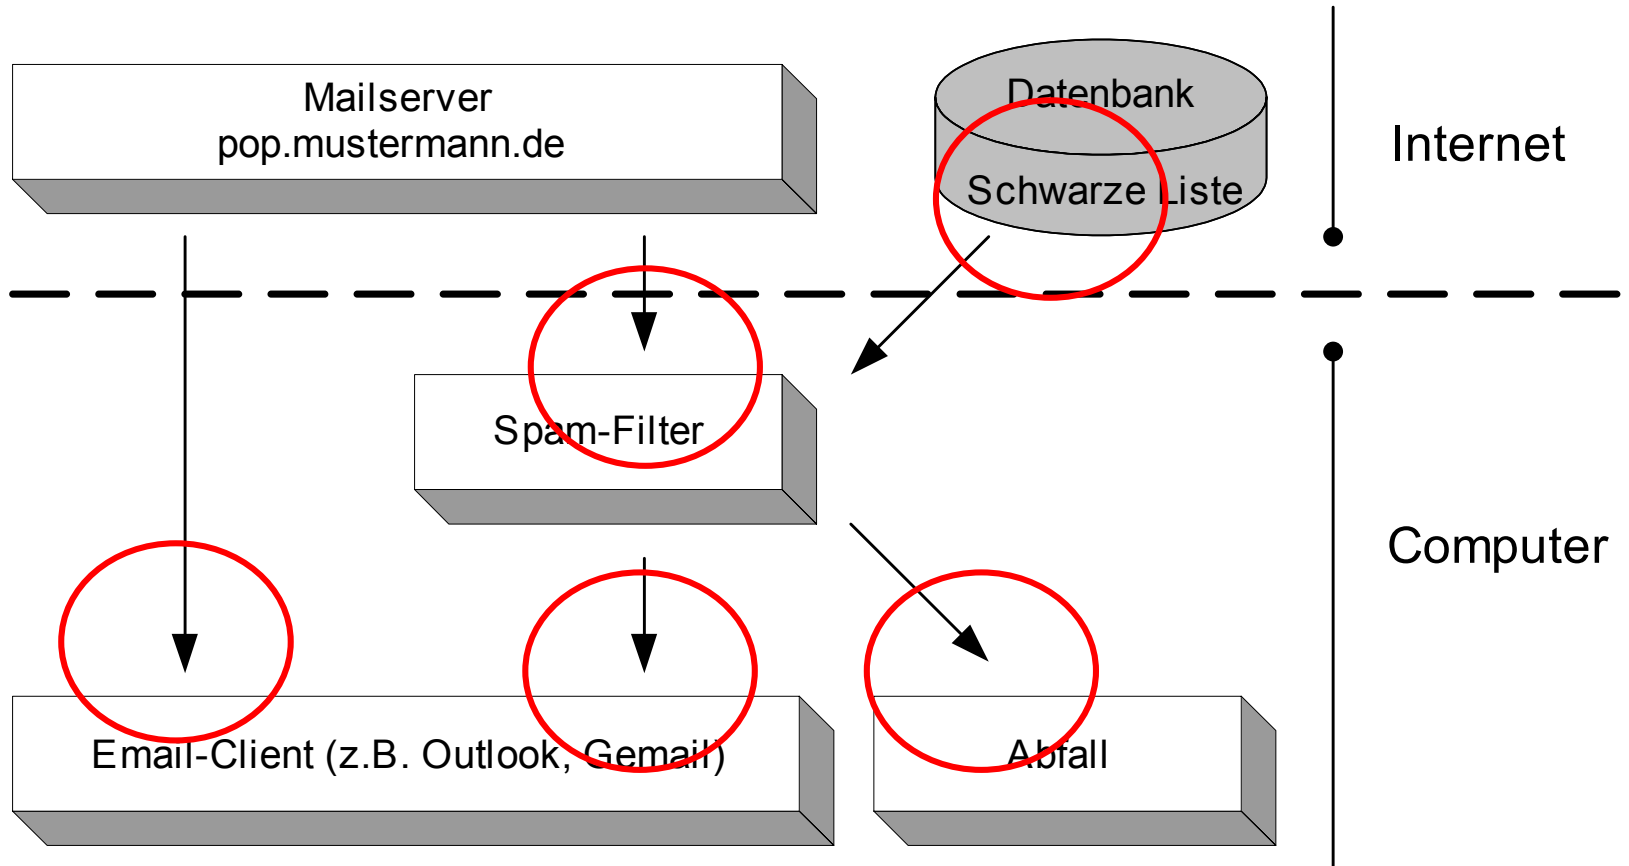 Mailserver
pop.mustermann.de
Datenbank
Schwarze Liste
Internet
Spam-Filter
Computer
Email-Client (z.B. Outlook, Gemail)
Abfall